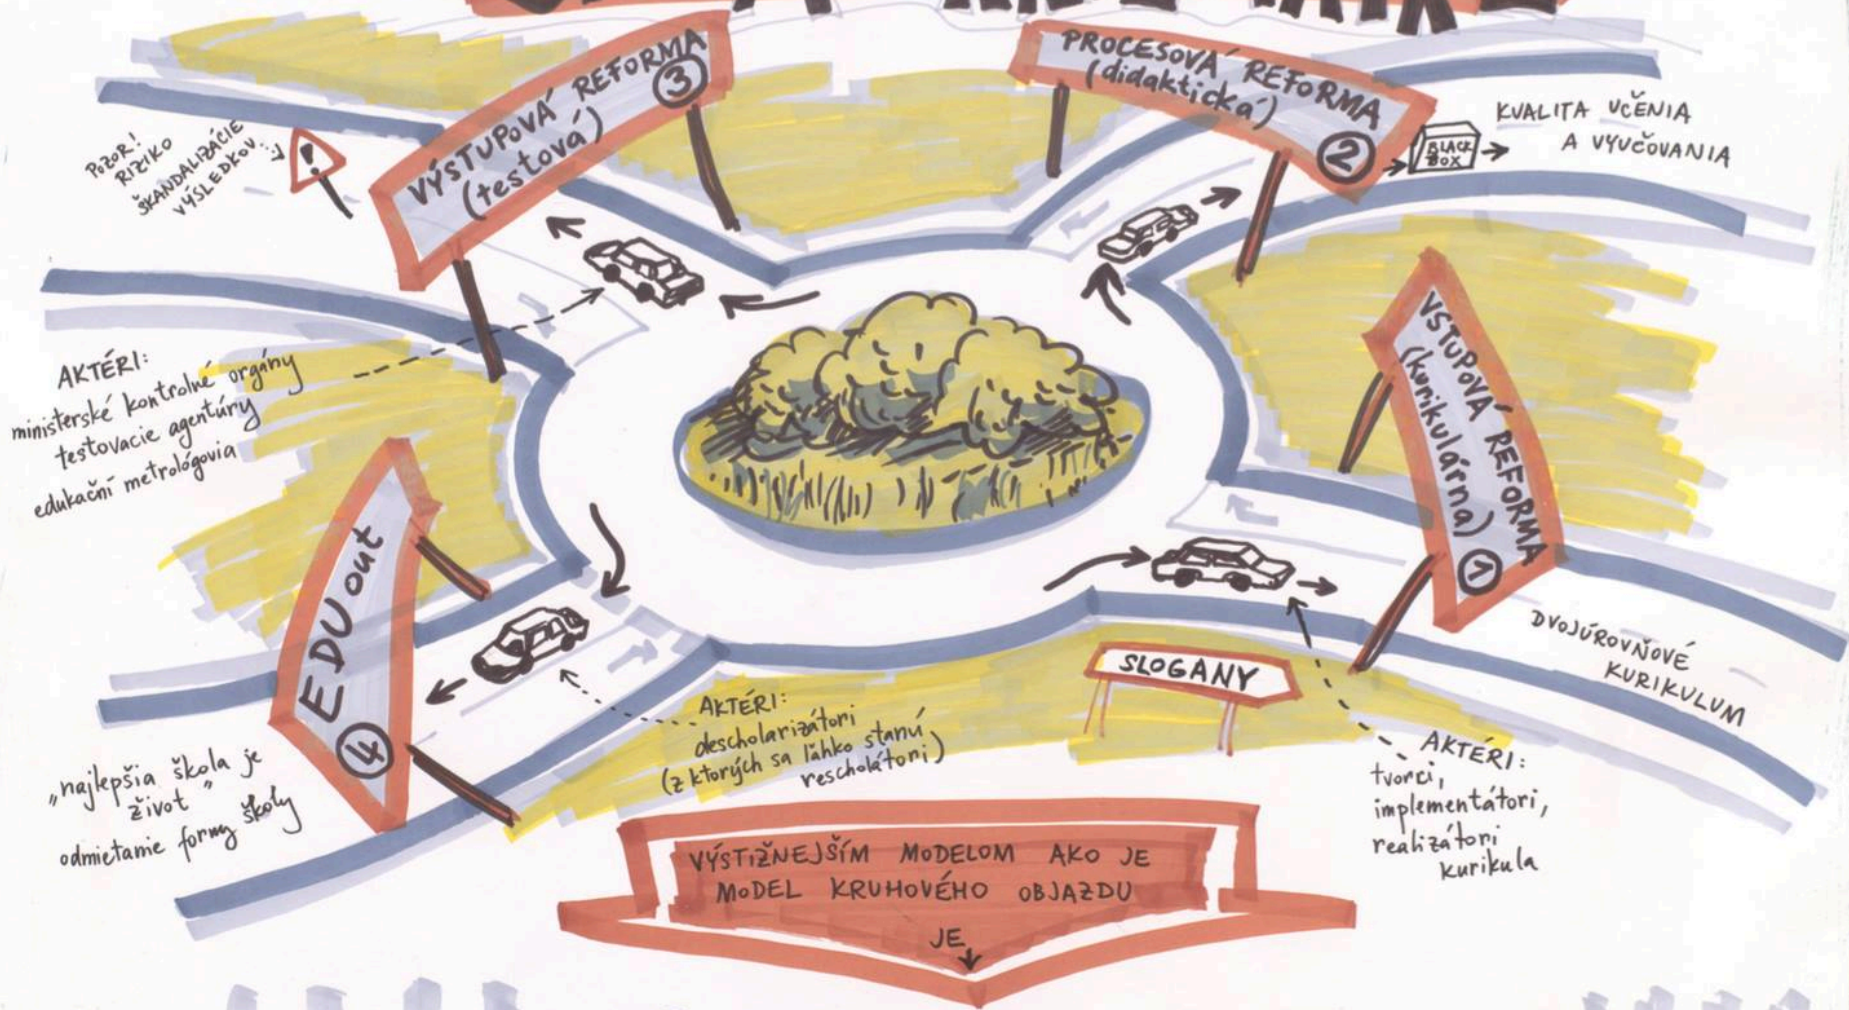 VÝSTUPOVÁ REFORMA
(testová)
3
PROCESOVÁ REFORMA
(didaktická)
2
BLACK
BOX
KVALITA UČENIA
A VYUČOVANIA
POZOR!
RIZIKO
ŠKANDALIZÁCIE
VÝSLEDKOV...
!
VSTUPOVÁ REFORMA
(kurikulárna)
1
DVOJÚROVŇOVÉ
KURIKULUM
AKTÉRI:
ministerské kontrolné orgány
testovacie agentúry
edukační metrológovia
EDUout
4
„najlepšia škola je
život"
odmietanie formy školy
AKTÉRI:
descholarizátori
(z ktorých sa ľahko stanú
rescholátori)
SLOGANY
AKTÉRI:
tvorci,
implementátori,
realizátori
kurikula
VÝSTIŽNEJŠÍM MODELOM AKO JE
MODEL KRUHOVÉHO OBJAZDU
JE